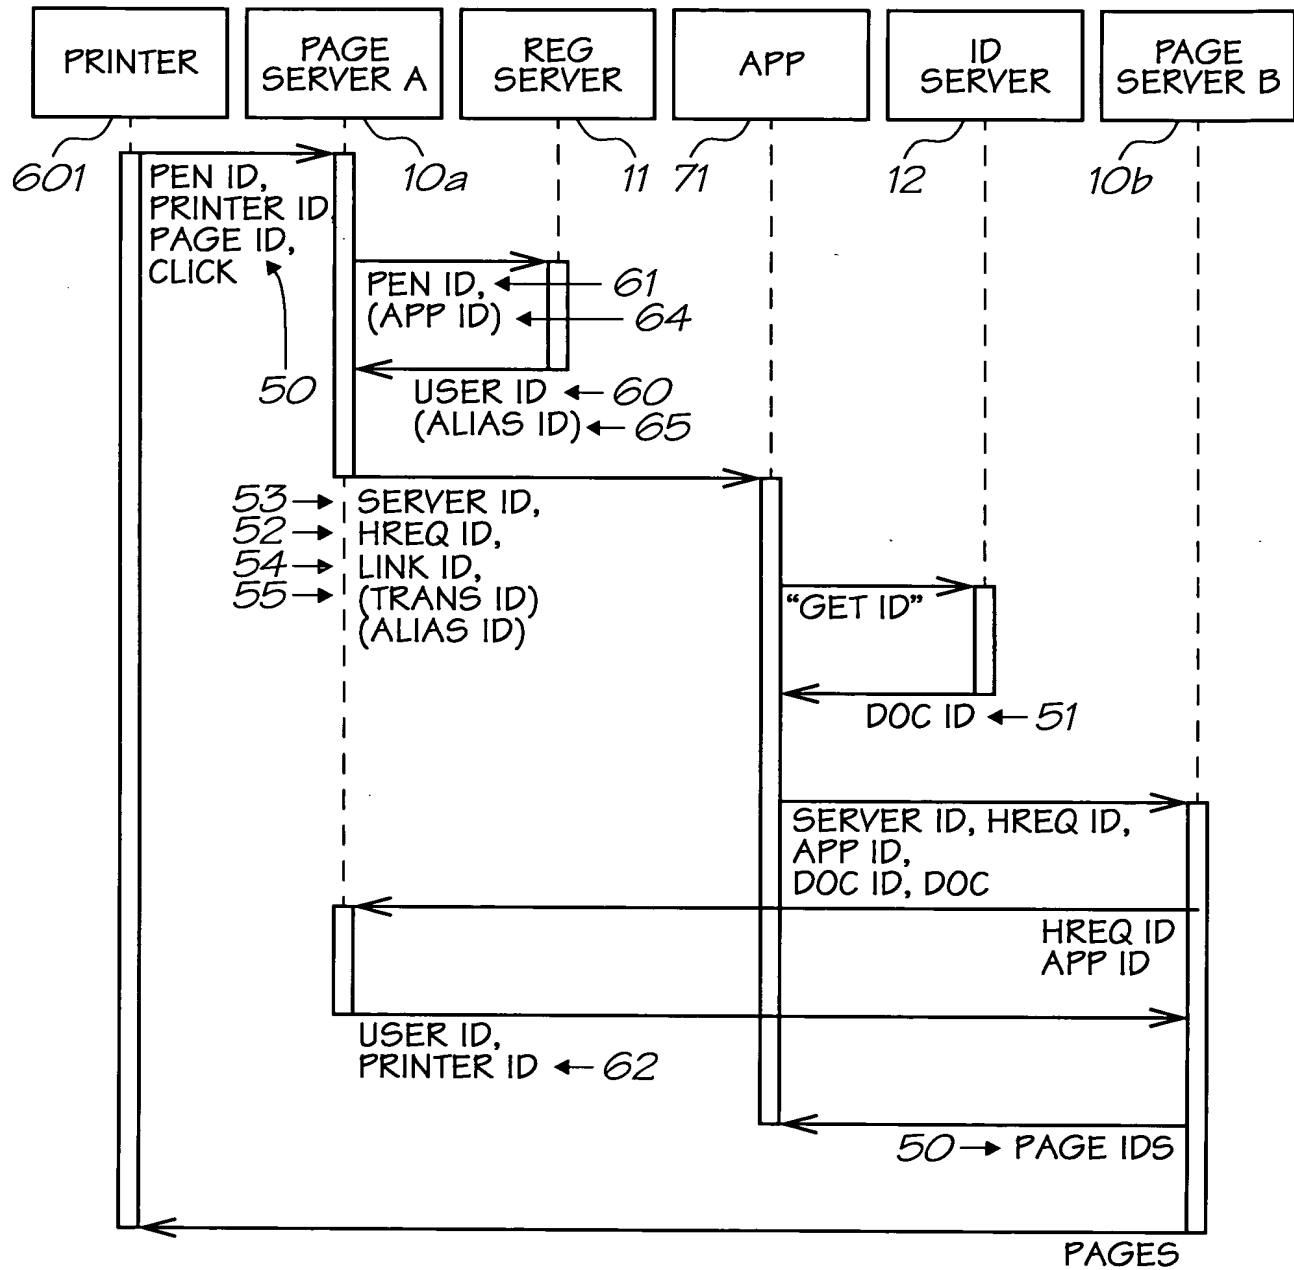 PRINTER
PAGE
SERVER A
REG
SERVER
APP
ID
SERVER
PAGE
SERVER B
601
10a
11
71
12
10b
PEN ID,
PRINTER ID
PAGE ID,
CLICK
50
PEN ID,
61
(APP ID)
64
USER ID
60
(ALIAS ID)
65
53
SERVER ID,
52
HREQ ID,
54
LINK ID,
55
(TRANS ID)
(ALIAS ID)
“GET ID”
DOC ID
51
SERVER ID, HREQ ID,
APP ID,
DOC ID, DOC
HREQ ID
APP ID
USER ID,
PRINTER ID
62
50
PAGE IDS
PAGES